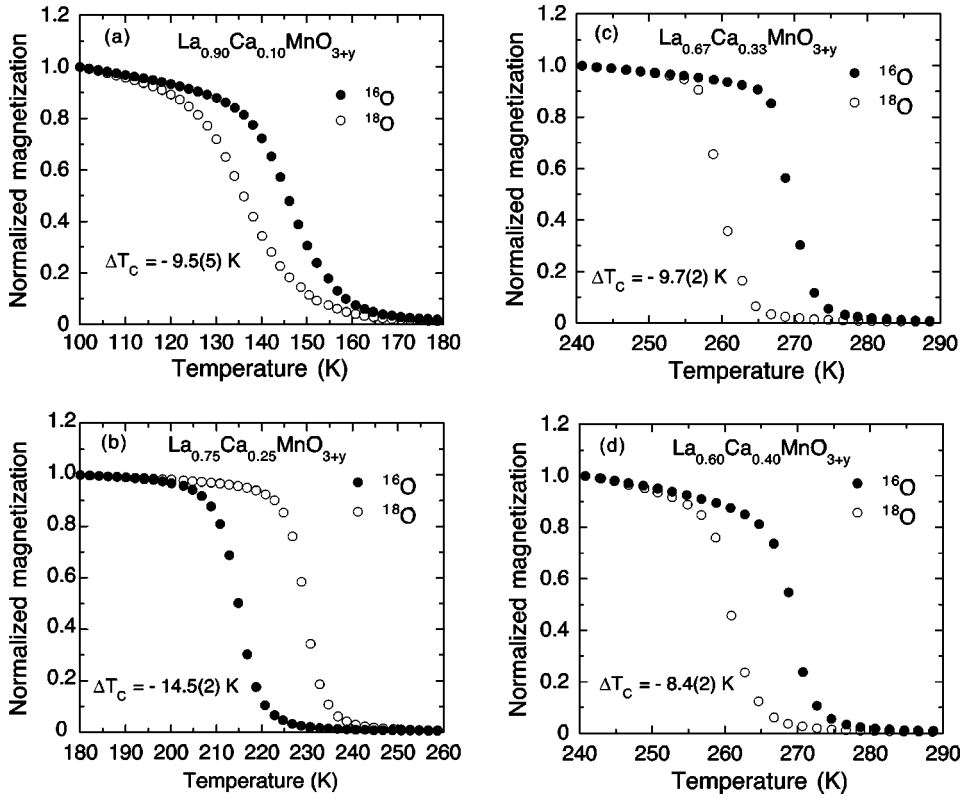 (a) La0.90Ca0.10MnO3+y
1.2
1.0
0.8
0.6
0.4
0.2
0
Normalized magnetization
16O
18O
ΔTC = - 9.5(5) K
100 110 120 130 140 150 160 170 180
Temperature (K)
(c) La0.67Ca0.33MnO3+y
1.2
1.0
0.8
0.6
0.4
0.2
0
Normalized magnetization
16O
18O
ΔTC = - 9.7(2) K
240 250 260 270 280 290
Temperature (K)
(b) La0.75Ca0.25MnO3+y
1.2
1.0
0.8
0.6
0.4
0.2
0
Normalized magnetization
16O
18O
ΔTC = - 14.5(2) K
180 190 200 210 220 230 240 250 260
Temperature (K)
(d) La0.60Ca0.40MnO3+y
1.2
1.0
0.8
0.6
0.4
0.2
0
Normalized magnetization
16O
18O
ΔTC = - 8.4(2) K
240 250 260 270 280 290
Temperature (K)